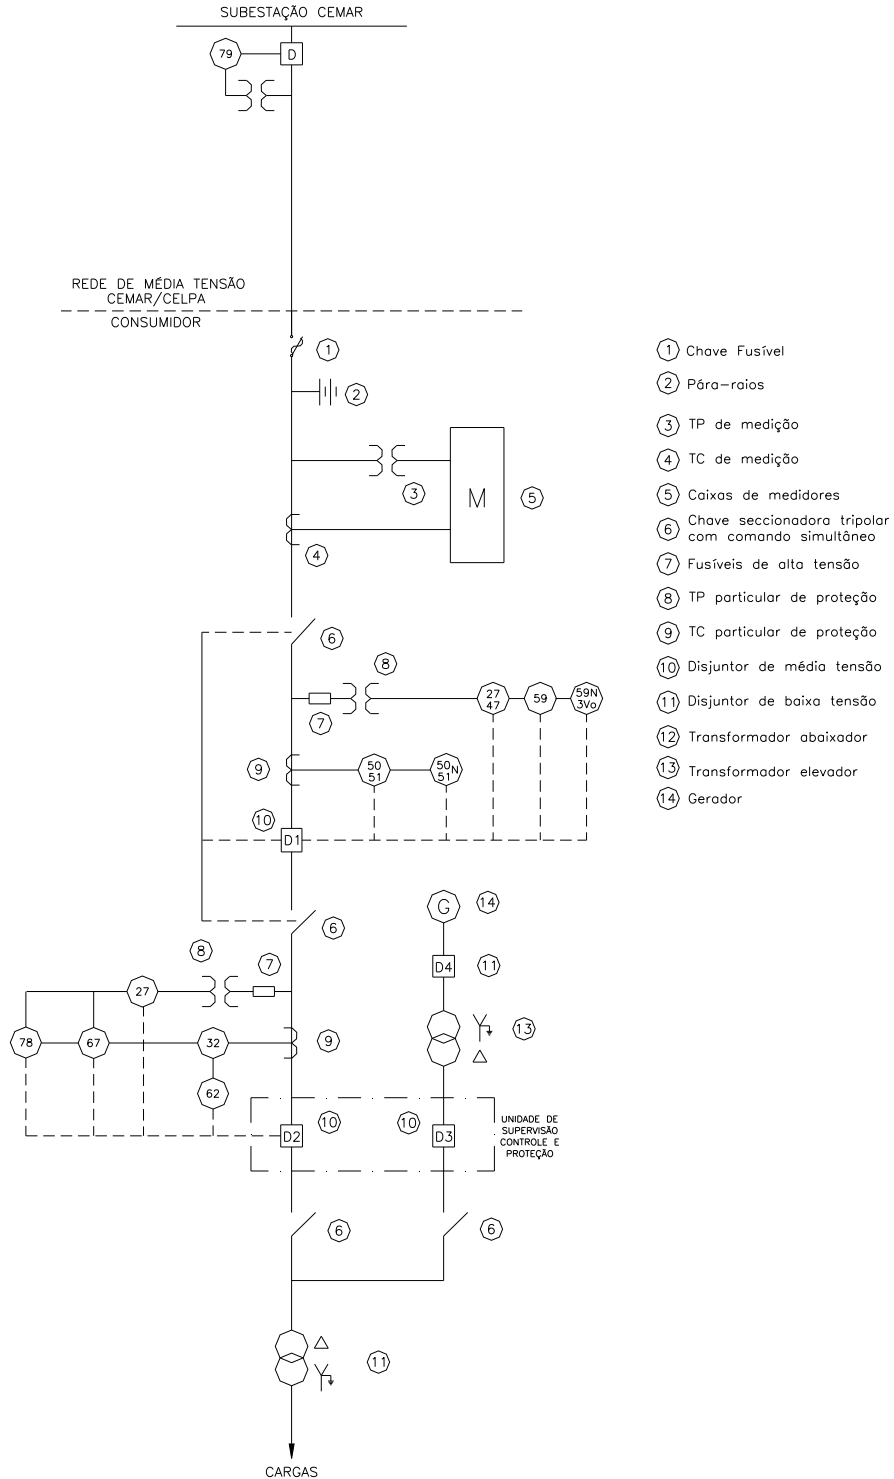 SUBESTAÇÃO CEMAR
79
D
REDE DE MÉDIA TENSÃO
CEMAR/CELPA
CONSUMIDOR
1
2
3
M
5
4
6
8
7
27
47
59
59N
3Vo
9
50
51
50N
51
10
D1
6
G
14
8
7
27
D4
11
78
67
32
9
13
62
10
10
D2
D3
UNIDADE DE
SUPERVISÃO
CONTROLE E
PROTEÇÃO
6
6
11
CARGAS
1 Chave Fusível
2 Pára-raios
3 TP de medição
4 TC de medição
5 Caixas de medidores
6 Chave seccionadora tripolar
com comando simultâneo
7 Fusíveis de alta tensão
8 TP particular de proteção
9 TC particular de proteção
10 Disjuntor de média tensão
11 Disjuntor de baixa tensão
12 Transformador abaixador
13 Transformador elevador
14 Gerador